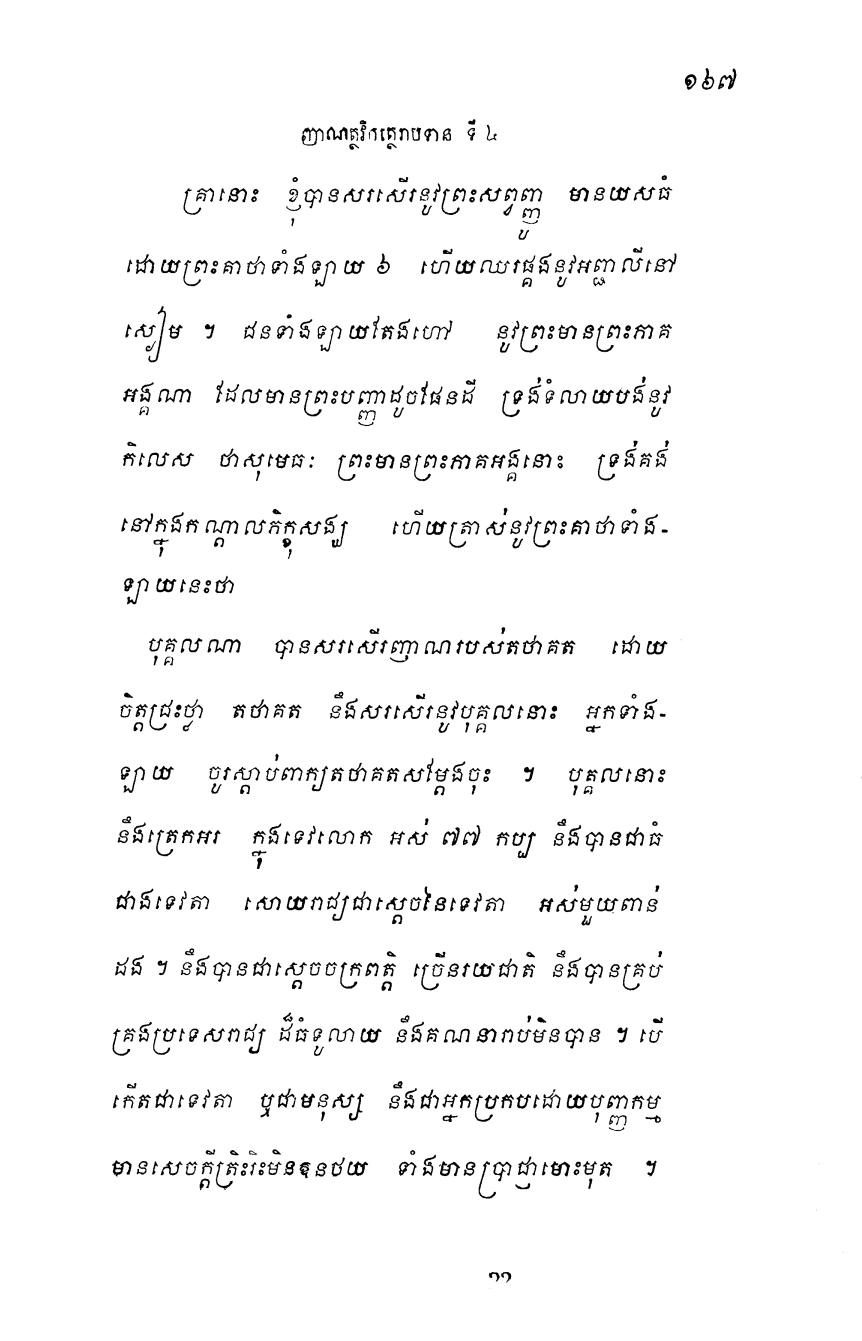 ១៦៧
ញាណត្ថវិកត្ថេរាបទាន ទី ៤
គ្រានោះ ខ្ញុំបានសរសើរនូវព្រះសព្វញ្ញូ មានយសធំ
ដោយព្រះគាថាទាំងឡាយ ៦ ហើយឈរផ្គងនូវអញ្ជលីនៅ
ស្ងៀម ។ ជនទាំងឡាយតែងហៅ នូវព្រះមានព្រះភាគ
អង្គណា ដែលមានព្រះបញ្ញាដូចផែនដី ទ្រង់ទំលាយបង់នូវ
កិលេស ថាសុមេធៈ ព្រះមានព្រះភាគអង្គនោះ ទ្រង់គង់
នៅក្នុងកណ្តាលភិក្ខុសង្ឃ ហើយត្រាស់នូវព្រះគាថាទាំង-
ឡាយនេះថា
បុគ្គលណា បានសរសើរញាណរបស់តថាគត ដោយ
ចិត្តជ្រះថ្លា តថាគត នឹងសរសើរនូវបុគ្គលនោះ អ្នកទាំង-
ឡាយ ចូរស្តាប់ពាក្យតថាគតសម្តែងចុះ ។ បុគ្គលនោះ
នឹងត្រេកអរ ក្នុងទេវលោក អស់ ៧៧ កប្ប នឹងបានជាធំ
ជាងទេវតា សោយរាជ្យជាស្តេចនៃទេវតា អស់មួយពាន់
ដង ។ នឹងបានជាស្តេចចក្រពត្តិ ច្រើនរយជាតិ នឹងបានគ្រប់
គ្រងប្រទេសរាជ្យ ដ៏ធំទូលាយ នឹងគណនារាប់មិនបាន ។ បើ
កើតជាទេវតា ឬជាមនុស្ស នឹងជាអ្នកប្រកបដោយបុញ្ញកម្ម
មានសេចក្តីត្រិះរិះមិនឧនថយ ទាំងមានប្រាជ្ញាមោះមុត ។
២២